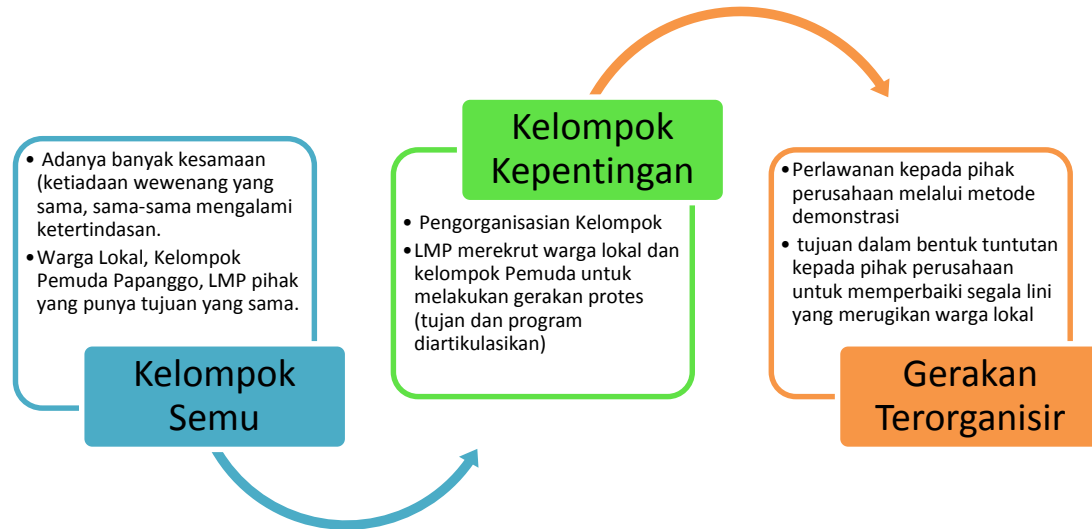 • Adanya banyak kesamaan
(ketiadaan wewenang yang
sama, sama-sama mengalami
ketertindasan.
• Warga Lokal, Kelompok
Pemuda Papanggo, LMP pihak
yang punya tujuan yang sama.
Kelompok
Semu
Kelompok
Kepentingan
• Pengorganisasian Kelompok
•LMP merekrut warga lokal dan
kelompok Pemuda untuk
melakukan gerakan protes
(tujan dan program
diartikulasikan)
•Perlawanan kepada pihak
perusahaan melalui metode
demonstrasi
• tujuan dalam bentuk tuntutan
kepada pihak perusahaan
untuk memperbaiki segala lini
yang merugikan warga lokal
Gerakan
Terorganisir